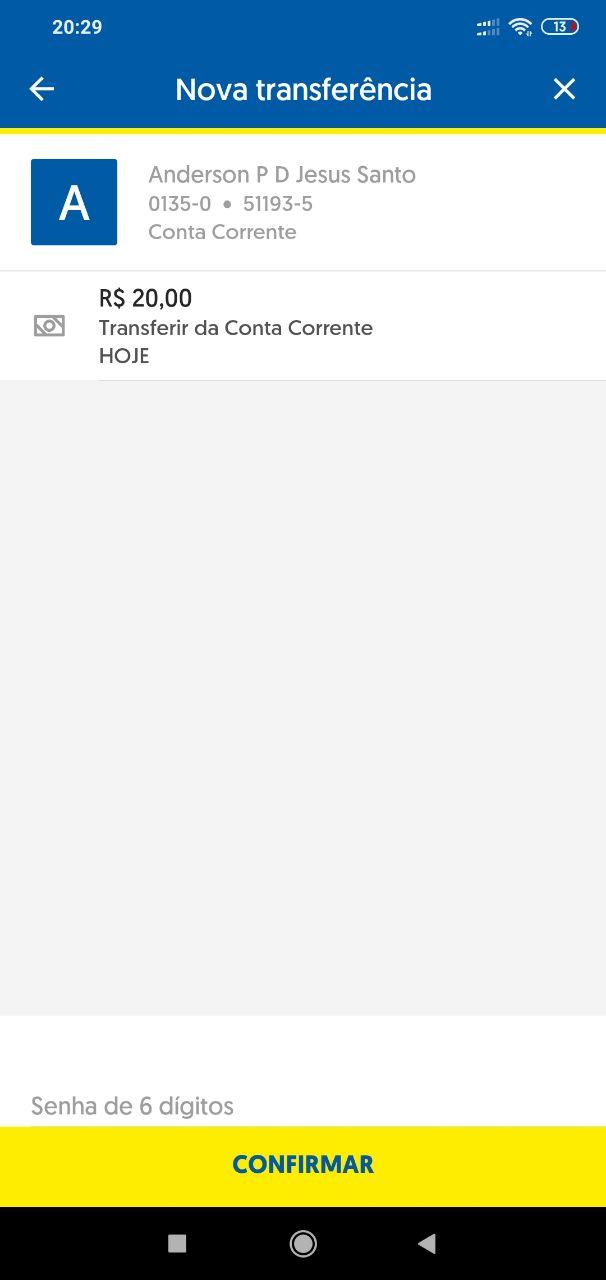 20:29
13
Nova transferência
A
Anderson P D Jesus Santo
0135-0 • 51193-5
Conta Corrente
R$ 20,00
Transferir da Conta Corrente
HOJE
Senha de 6 dígitos
CONFIRMAR